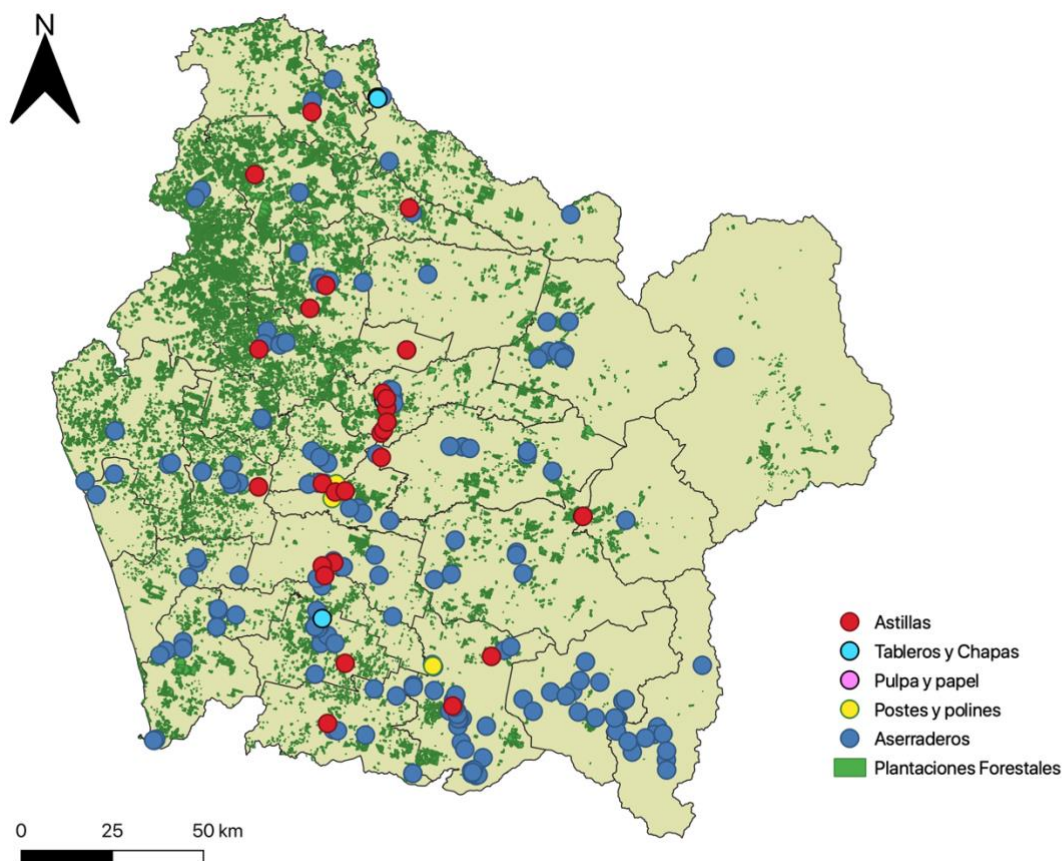 N
Astillas
Tableros y Chapas
Pulpa y papel
Postes y polines
Aserraderos
Plantaciones Forestales
0 25 50 km